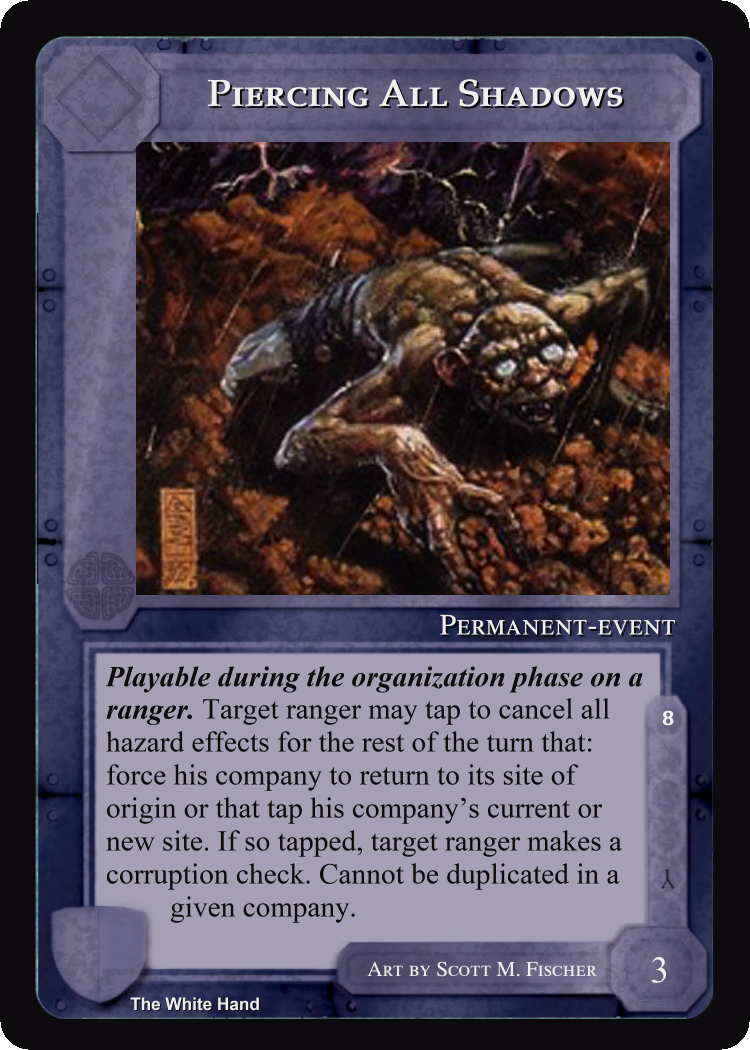 Piercing All Shadows
Permanent-event
Playable during the organization phase on a
ranger. Target ranger may tap to cancel all
hazard effects for the rest of the turn that:
force his company to return to its site of
origin or that tap his company's current or
new site. If so tapped, target ranger makes a
corruption check. Cannot be duplicated in a
given company.
8
Art by Scott M. Fischer
3
The White Hand